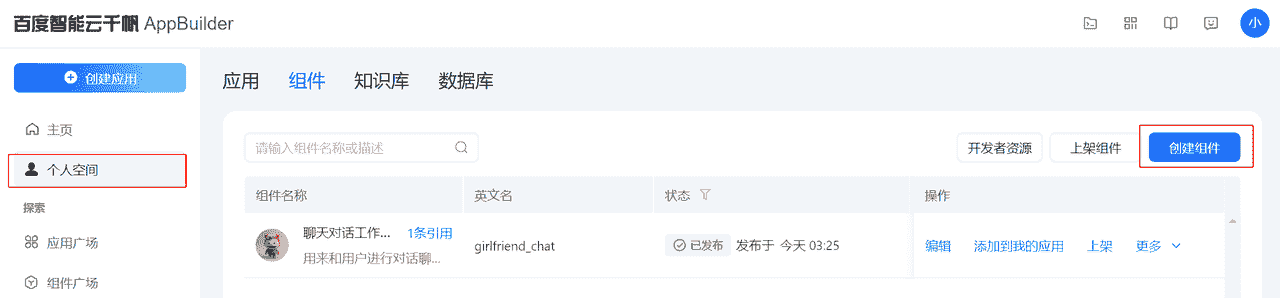 百度智能云千帆 AppBuilder
小
创建应用
主页
个人空间
探索
应用广场
组件广场
应用 组件 知识库 数据库
请输入组件名称或描述
开发者资源 上架组件 创建组件
组件名称 英文名 状态 操作
聊天对话工作... 1条引用
用来和用户进行对话聊...
girlfriend_chat
已发布 发布于 今天 03:25
编辑 添加到我的应用 上架 更多